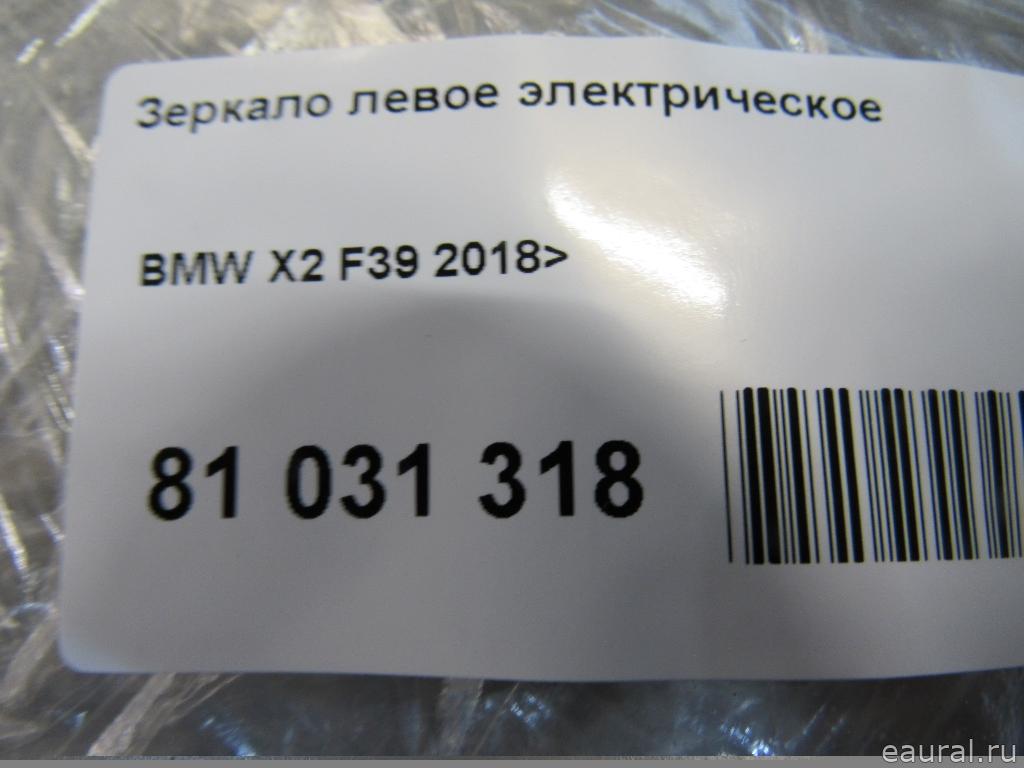 Зеркало левое электрическое
BMW X2 F39 2018>
81 031 318
eaural.ru